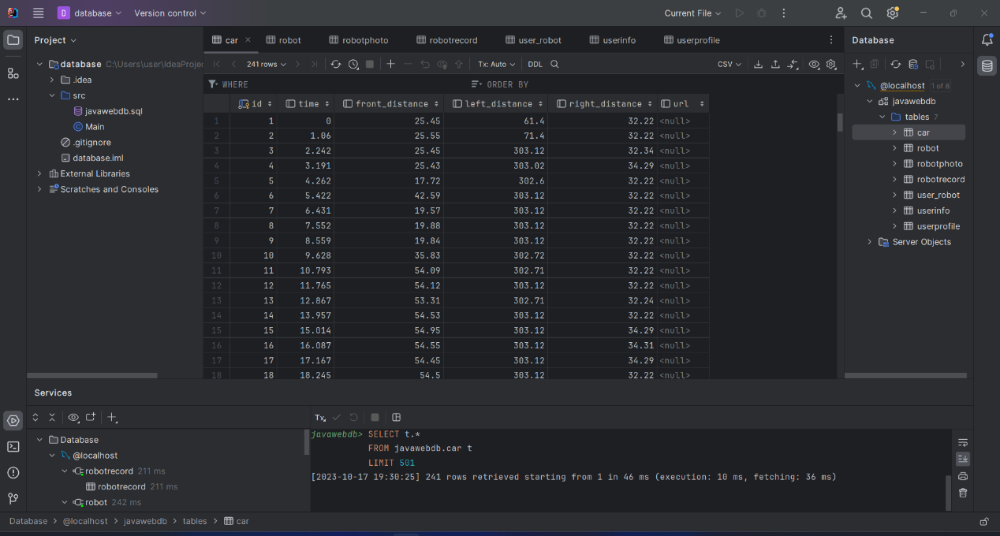 D database Version control Current File
Project
car robot robotphoto robotrecord user_robot userinfo userprofile
Database
database C:\Users\user\IdeaProjec
.idea
src
javawebdb.sql
Main
.gitignore
database.iml
External Libraries
Scratches and Consoles
241 rows Tx: Auto DDL CSV
WHERE ORDER BY
id time front_distance left_distance right_distance url
1 1 0 25.45 61.4 32.22 <null>
2 2 1.06 25.55 71.4 32.22 <null>
3 3 2.242 25.45 303.12 32.34 <null>
4 4 3.191 25.43 303.02 34.29 <null>
5 5 4.262 17.72 302.6 32.22 <null>
6 6 5.422 42.59 303.12 32.22 <null>
7 7 6.431 19.57 303.12 32.22 <null>
8 8 7.552 19.88 303.12 32.22 <null>
9 9 8.559 19.84 303.12 32.22 <null>
10 10 9.628 35.83 302.72 32.22 <null>
11 11 10.793 54.09 302.71 32.22 <null>
12 12 11.765 54.12 303.12 32.22 <null>
13 13 12.867 53.31 302.71 32.24 <null>
14 14 13.957 54.53 303.12 32.22 <null>
15 15 15.014 54.95 303.12 34.29 <null>
16 16 16.087 54.55 303.12 34.31 <null>
17 17 17.167 54.45 303.12 34.29 <null>
18 18 18.245 54.5 303.12 32.22 <null>
@localhost 1 of 8
javawebdb
tables 7
car
robot
robotphoto
robotrecord
user_robot
userinfo
userprofile
Server Objects
Services
Database
@localhost
robotrecord 211 ms
robotrecord 211 ms
robot 242 ms
Tx
javawebdb> SELECT t.*
FROM javawebdb.car t
LIMIT 501
[2023-10-17 19:30:25] 241 rows retrieved starting from 1 in 46 ms (execution: 10 ms, fetching: 36 ms)
Database > @localhost > javawebdb > tables > car